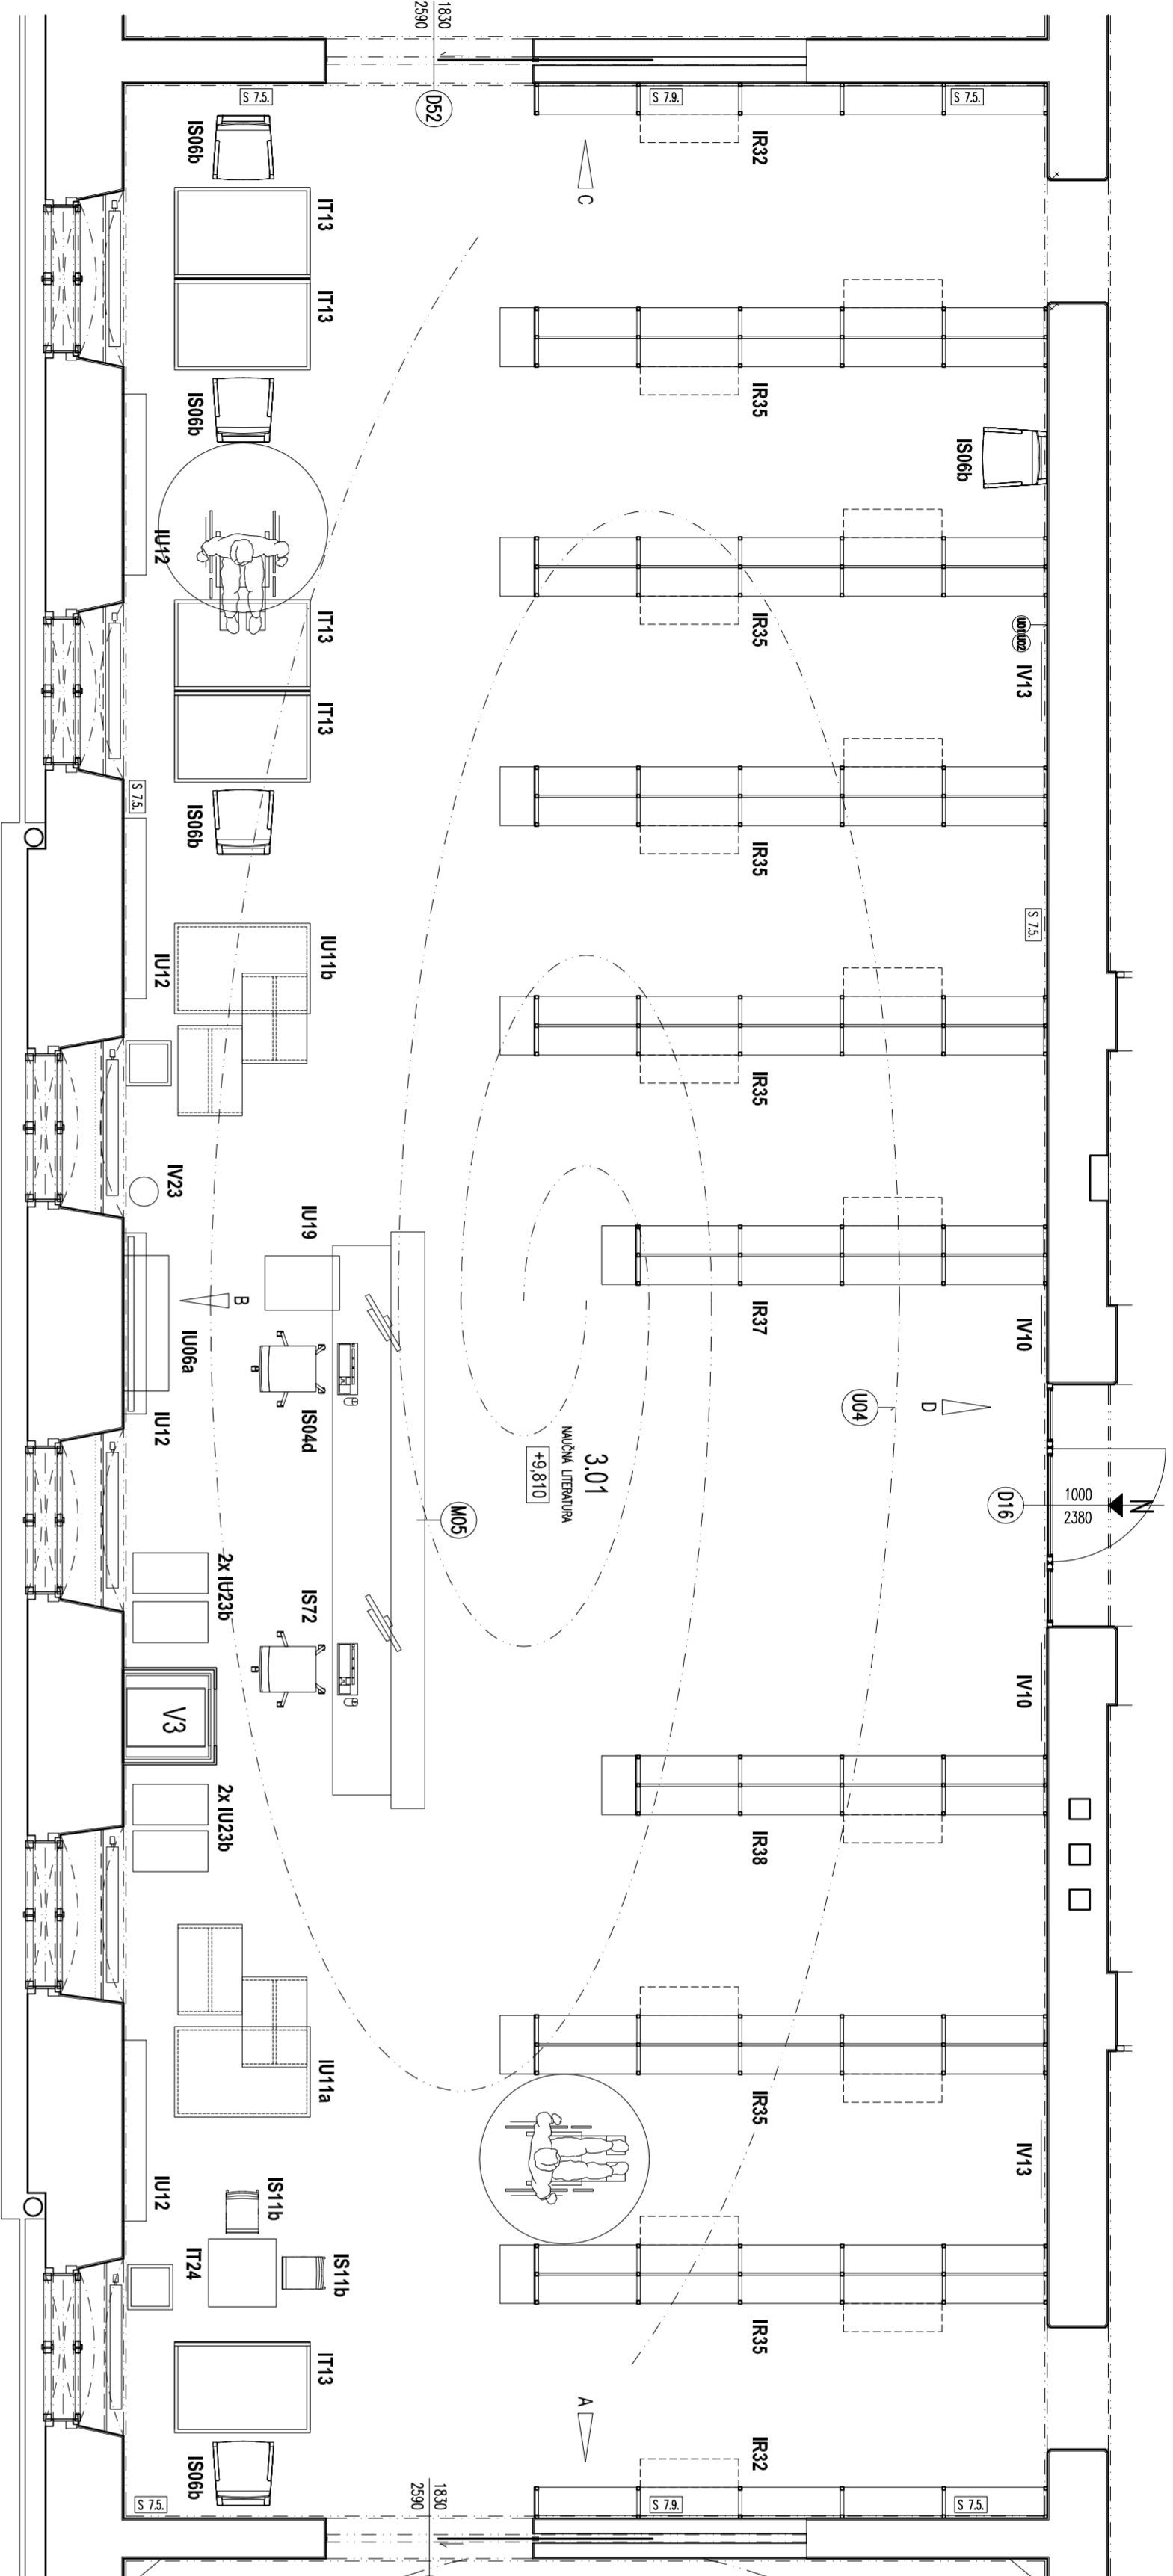 1830
2590
D52
S 7.5.
S 7.9.
S 7.5.
IS06b
IR32
C
IT13
IT13
IR35
IS06b
IS06b
IU12
IT13
IR35
U01
U02
IV13
IT13
S 7.5.
IS06b
IR35
S 7.5.
IU12
IU11b
IR35
IV23
IU19
B
IU06a
IR37
IV10
IU12
IS04d
U04
D
3.01
NAUČNÁ LITERATURA
+9,810
M05
D16
1000
2380
N
2x IU23b
IS72
V3
IV10
2x IU23b
IR38
IU11a
IR35
IV13
IU12
IS11b
IT24
IS11b
IT13
IR35
A
IS06b
IR32
S 7.5.
S 7.9.
S 7.5.
1830
2590